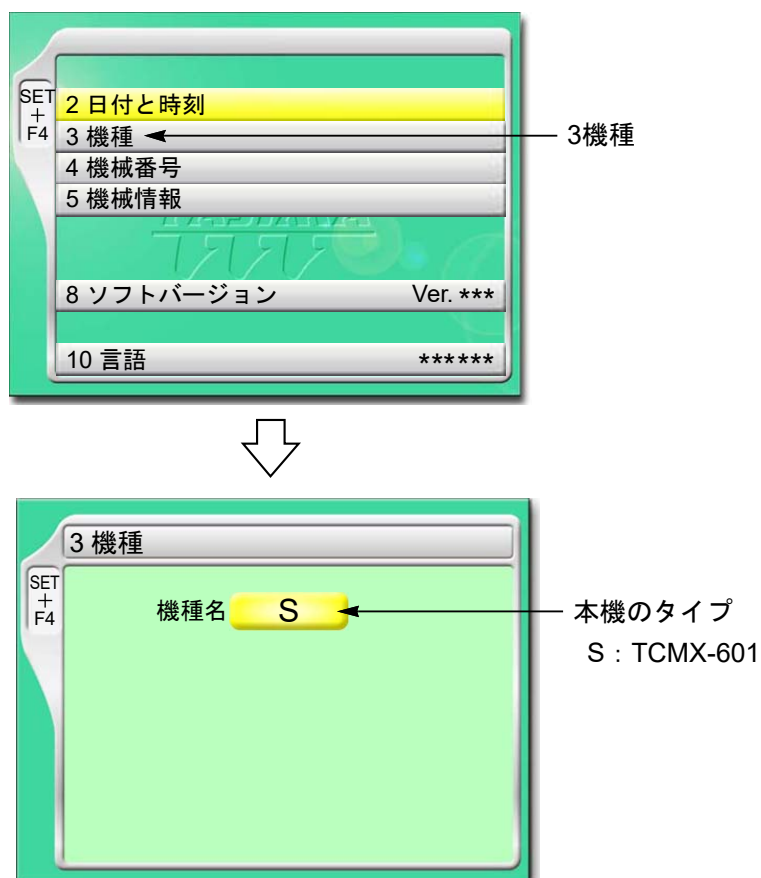 SET
+
F4
2 日付と時刻
3 機種
3機種
4 機械番号
5 機械情報
8 ソフトバージョン Ver. ***
10 言語 ******
3 機種
SET
+
F4
機種名 S
本機のタイプ
S：TCMX-601